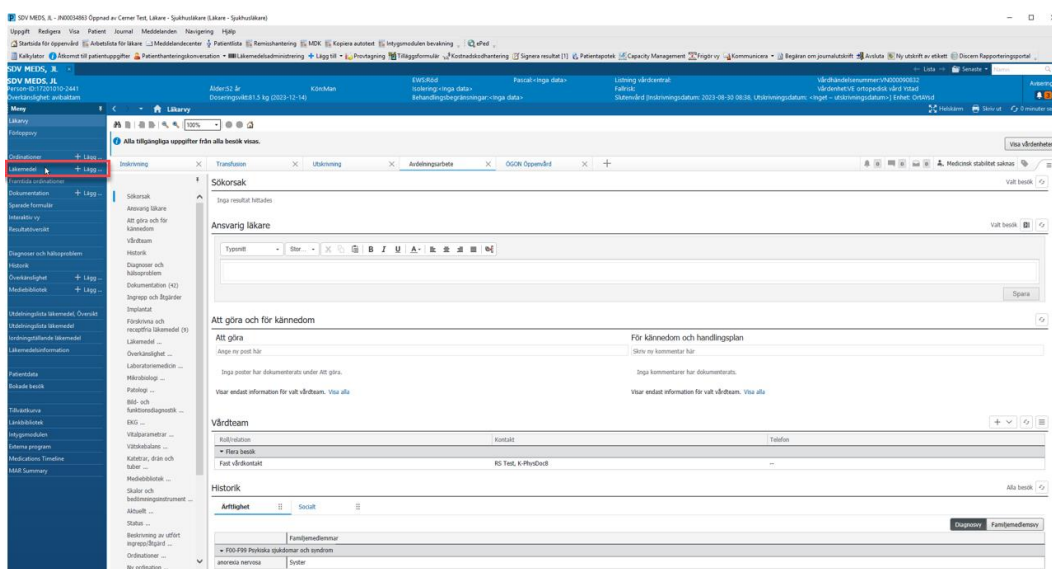 SDV MEDS, JL - JN00034863 Öppnad av Cerner Test, Läkare - Sjukhusläkare (Läkare - Sjukhusläkare)
Uppgift Redigera Visa Patient Journal Meddelanden Navigering Hjälp
Startsida för öppenvård Arbetslista för läkare Meddelandecenter Patientlista Remisshantering MDK Kopiera autotext Intygsmodulen bevakning ePed
Kalkylator Åtkomst till patientuppgifter Patienthanteringskonversation Läkemedelsadministrering Lägg till Provtagning Tilläggsformulär Kostnadskodhantering Signera resultat [1] Patientapotek Capacity Management Frigör vy Kommunicera Begäran om journalutskrift Avsluta Ny utskrift av etikett Discern Rapporteringsportal
SDV MEDS, JL
Lista Senaste
SDV MEDS, JL
Person-ID:17201010-2441
Överkänslighet: avibaktam
Ålder:52 år
Doseringsvikt:81.5 kg (2023-12-14)
Kön:Man
EWS:Röd
Isolering:<Inga data>
Behandlingsbegränsningar:<Inga data>
Pascal:<Inga data>
Listning vårdcentral:
Fallrisk:
Slutenvård [Inskrivningsdatum: 2023-08-30 08:38, Utskrivningsdatum: <Inget - utskrivningsdatum>] Enhet: OrtAvsd
Vårdhändelsenummer:VN000090832
Vårdenhet:VE ortopedisk vård Ystad
Meny
Läkarvy
Helskärm Skriv ut 0 minuter se
Läkarvy
Förloppsvy
Ordinationer + Lägg ...
Läkemedel + Lägg ...
Framtida ordinationer
Dokumentation + Lägg ...
Sparade formulär
Interaktiv vy
Resultatöversikt
Diagnoser och hälsoproblem
Historik
Överkänslighet + Lägg ...
Mediebibliotek + Lägg ...
Utdelningslista läkemedel, Översikt
Utdelningslista läkemedel
Iordningställande läkemedel
Läkemedelsinformation
Patientdata
Bokade besök
Tillväxtkurva
Länkbibliotek
Intygsmodulen
Externa program
Medications Timeline
MAR Summary
100%
Alla tillgängliga uppgifter från alla besök visas.
Visa vårdenheter
Inskrivning Transfusion Utskrivning Avdelningsarbete ÖGON Öppenvård
Medicinsk stabilitet saknas
Sökorsak
Ansvarig läkare
Att göra och för
kännedom
Vårdteam
Historik
Diagnoser och
hälsoproblem
Dokumentation (42)
Ingrepp och åtgärder
Implantat
Förskrivna och
receptfria läkemedel (6)
Läkemedel ...
Överkänslighet ...
Laboratoriemedicin ...
Mikrobiologi ...
Patologi ...
Bild- och
funktionsdiagnostik ...
EKG ...
Vitalparametrar ...
Vätskebalans ...
Katetrar, drän och
tuber ...
Mediebibliotek ...
Skalor och
bedömningsinstrument ...
Aktuellt ...
Status ...
Beskrivning av utfört
ingrepp/åtgärd ...
Ordinationer ...
Ny ordination ...
Sökorsak
Valt besök
Inga resultat hittades
Ansvarig läkare
Valt besök
Typsnitt Stor...
Spara
Att göra och för kännedom
Att göra
Ange ny post här
Inga poster har dokumenterats under Att göra.
Visar endast information för valt vårdteam. Visa alla
För kännedom och handlingsplan
Skriv ny kommentar här
Inga kommentarer har dokumenterats.
Visar endast information för valt vårdteam. Visa alla
Vårdteam
Roll/relation Kontakt Telefon
Flera besök
Fast vårdkontakt RS Test, K-PhysDoc8 --
Historik
Alla besök
Ärftlighet Socialt
Diagnosvy Familjemedlemsvy
Familjemedlemmar
F00-F99 Psykiska sjukdomar och syndrom
anorexia nervosa Syster